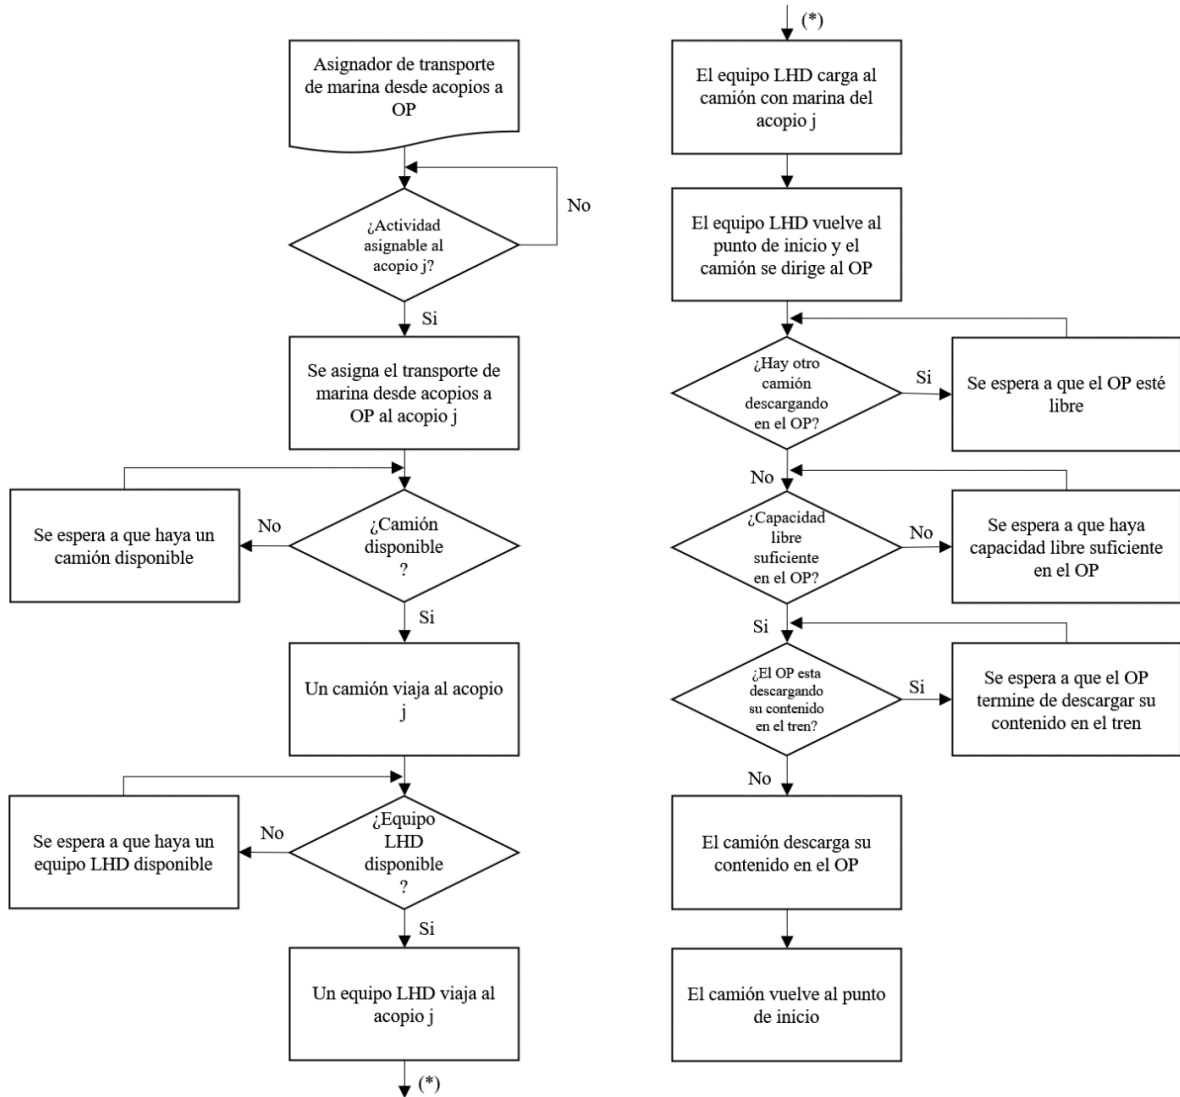 Asignador de transporte
de marina desde acopios a
OP
¿Actividad
asignable al
acopio j?
No
Si
Se asigna el transporte de
marina desde acopios a
OP al acopio j
¿Camión
disponible
?
No
Se espera a que haya un
camión disponible
Si
Un camión viaja al acopio
j
¿Equipo
LHD
disponible
?
No
Se espera a que haya un
equipo LHD disponible
Si
Un equipo LHD viaja al
acopio j
(*)
(*)
El equipo LHD carga al
camión con marina del
acopio j
El equipo LHD vuelve al
punto de inicio y el
camión se dirige al OP
¿Hay otro
camión
descargando
en el OP?
Si
Se espera a que el OP esté
libre
No
¿Capacidad
libre
suficiente
en el OP?
No
Se espera a que haya
capacidad libre suficiente
en el OP
Si
¿El OP esta
descargando
su contenido
en el tren?
Si
Se espera a que el OP
termine de descargar su
contenido en el tren
No
El camión descarga su
contenido en el OP
El camión vuelve al punto
de inicio